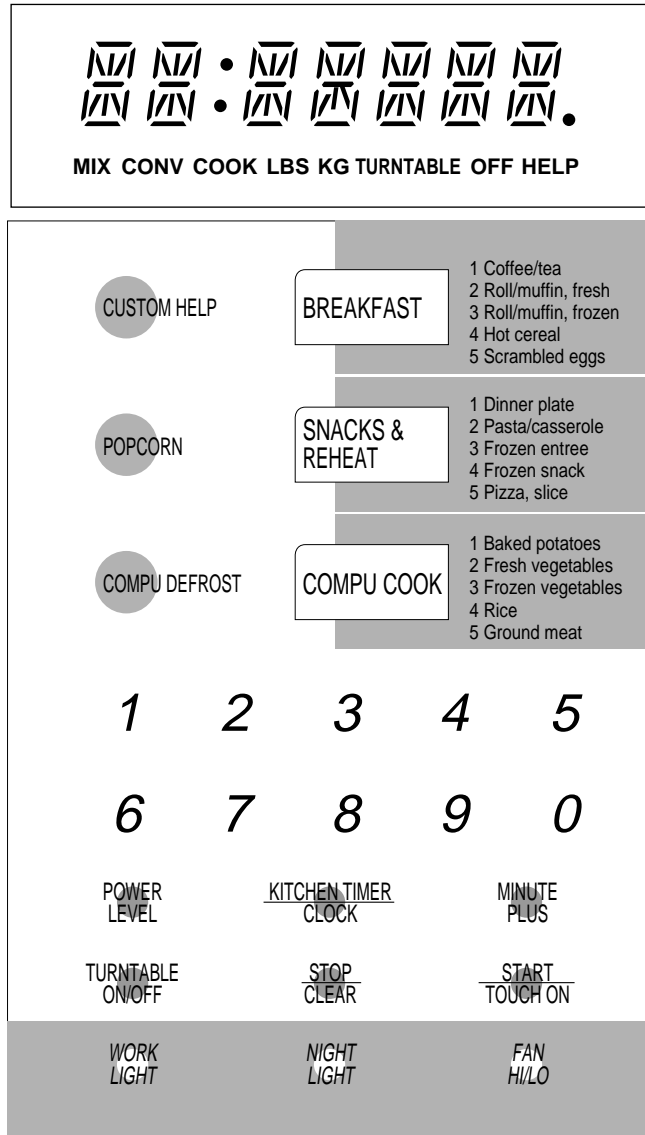 MIX CONV COOK LBS KG TURNTABLE OFF HELP
CUSTOM HELP
BREAKFAST
1 Coffee/tea
2 Roll/muffin, fresh
3 Roll/muffin, frozen
4 Hot cereal
5 Scrambled eggs
POPCORN
SNACKS &
REHEAT
1 Dinner plate
2 Pasta/casserole
3 Frozen entree
4 Frozen snack
5 Pizza, slice
COMPU DEFROST
COMPU COOK
1 Baked potatoes
2 Fresh vegetables
3 Frozen vegetables
4 Rice
5 Ground meat
1 2 3 4 5
6 7 8 9 0
POWER
LEVEL
KITCHEN TIMER
CLOCK
MINUTE
PLUS
TURNTABLE
ON/OFF
STOP
CLEAR
START
TOUCH ON
WORK
LIGHT
NIGHT
LIGHT
FAN
HI/LO